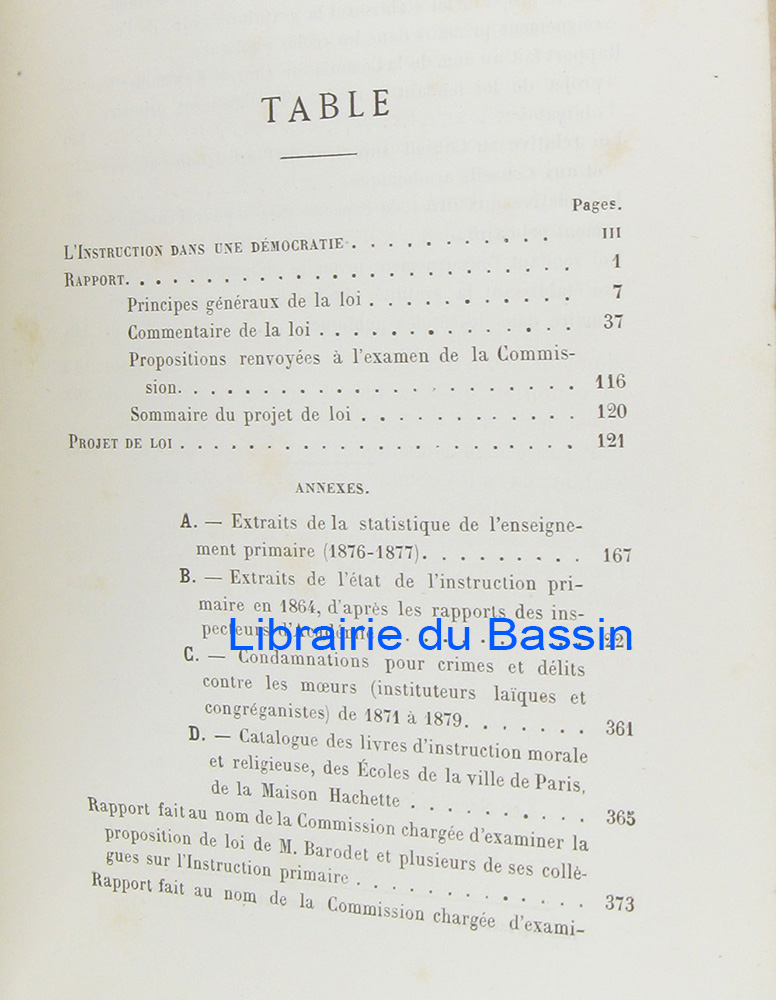 TABLE
Pages.
L'INSTRUCTION DANS UNE DÉMOCRATIE . . . . . . . . . . . III
RAPPORT. . . . . . . . . . . . . . . . . . . . . . 1
Principes généraux de la loi . . . . . . . . . . . 7
Commentaire de la loi . . . . . . . . . . . . . . 37
Propositions renvoyées à l'examen de la Commis-
sion. . . . . . . . . . . . . . . . . . . . . 116
Sommaire du projet de loi . . . . . . . . . . . 120
PROJET DE LOI . . . . . . . . . . . . . . . . . . . 121
ANNEXES.
A. — Extraits de la statistique de l'enseigne-
ment primaire (1876-1877). . . . . . . . . . 167
B. — Extraits de l'état de l'instruction pri-
maire en 1864, d'après les rapports des ins-
pecteurs d'Académie . . . . . . . . . .
Librairie du Bassin
C. — Condamnations pour crimes et délits
contre les mœurs (instituteurs laïques et
congréganistes) de 1871 à 1879. . . . . . . 361
D. — Catalogue des livres d'instruction morale
et religieuse, des Écoles de la ville de Paris,
de la Maison Hachette . . . . . . . . . . 365
Rapport fait au nom de la Commission chargée d'examiner la
proposition de loi de M. Barodet et plusieurs de ses collè-
gues sur l'Instruction primaire . . . . . . . . . . . . . 373
Rapport fait au nom de la Commission chargée d'exami-